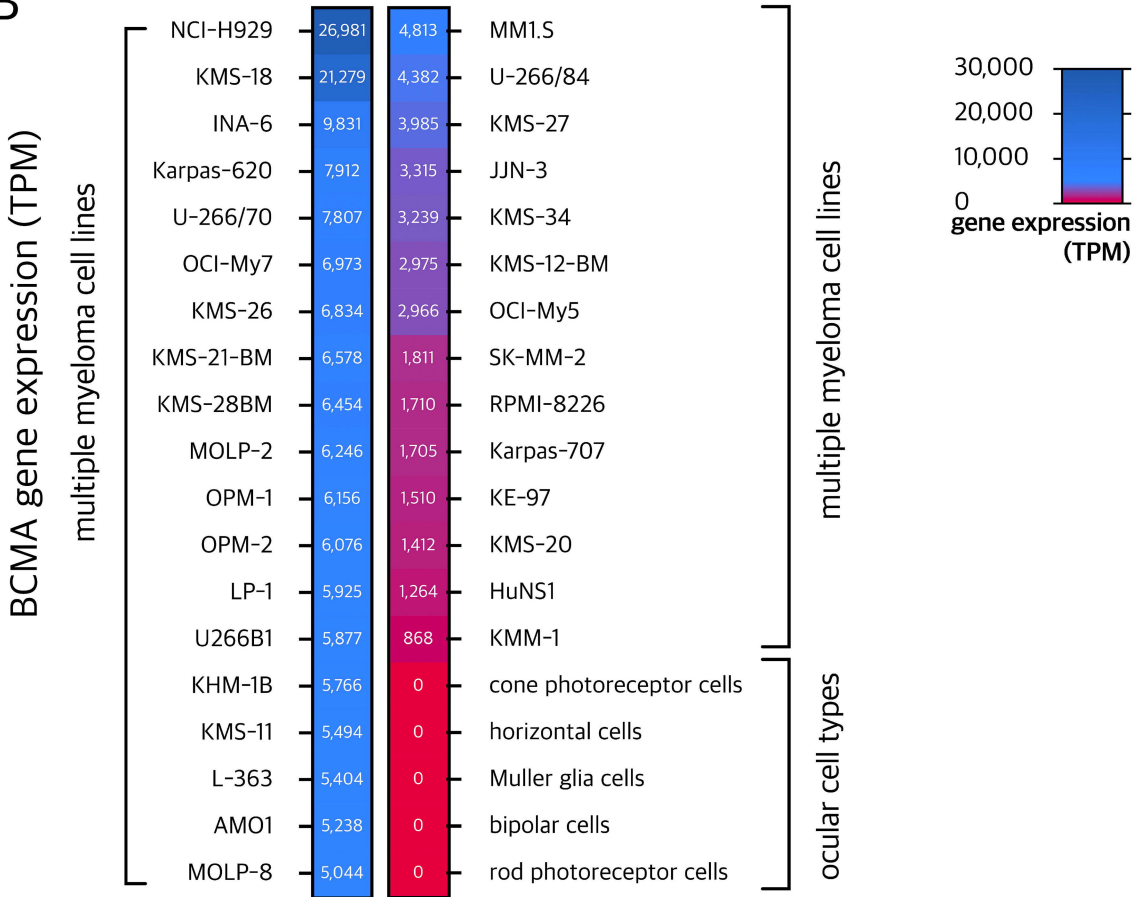 BCMA gene expression (TPM)
multiple myeloma cell lines
NCI-H929 26,981
KMS-18 21,279
INA-6 9,831
Karpas-620 7,912
U-266/70 7,807
OCI-My7 6,973
KMS-26 6,834
KMS-21-BM 6,578
KMS-28BM 6,454
MOLP-2 6,246
OPM-1 6,156
OPM-2 6,076
LP-1 5,925
U266B1 5,877
KHM-1B 5,766
KMS-11 5,494
L-363 5,404
AMO1 5,238
MOLP-8 5,044
4,813 MM1.S
4,382 U-266/84
3,985 KMS-27
3,315 JJN-3
3,239 KMS-34
2,975 KMS-12-BM
2,966 OCI-My5
1,811 SK-MM-2
1,710 RPMI-8226
1,705 Karpas-707
1,510 KE-97
1,412 KMS-20
1,264 HuNS1
868 KMM-1
0 cone photoreceptor cells
0 horizontal cells
0 Muller glia cells
0 bipolar cells
0 rod photoreceptor cells
multiple myeloma cell lines
ocular cell types
30,000
20,000
10,000
0
gene expression
(TPM)